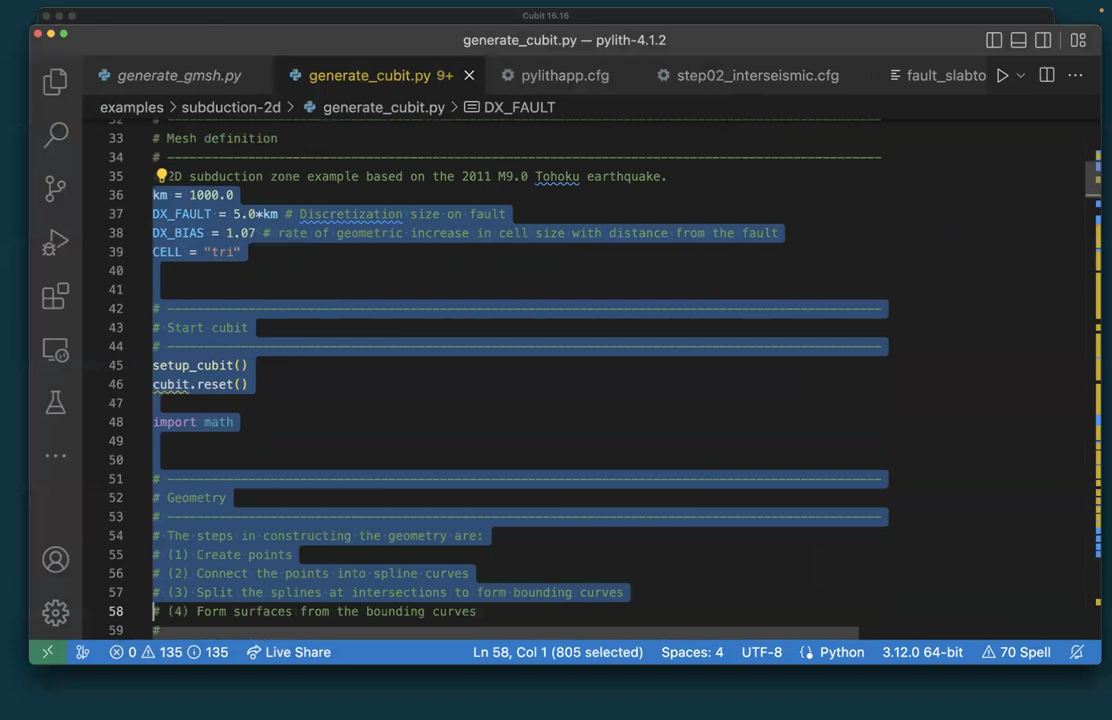 Cubit 16.16
generate_cubit.py — pylith-4.1.2
generate_gmsh.py generate_cubit.py 9+ pylithapp.cfg step02_interseismic.cfg fault_slabto
examples > subduction-2d > generate_cubit.py > DX_FAULT
33 # Mesh definition
34 # ----------------------------------------------------------------------------------------------------
35 2D subduction zone example based on the 2011 M9.0 Tohoku earthquake.
36 km = 1000.0
37 DX_FAULT = 5.0*km # Discretization size on fault
38 DX_BIAS = 1.07 # rate of geometric increase in cell size with distance from the fault
39 CELL = "tri"
40
41
42 # ----------------------------------------------------------------------------------------------------
43 # Start cubit
44 # ----------------------------------------------------------------------------------------------------
45 setup_cubit()
46 cubit.reset()
47
48 import math
49
50
51 # ----------------------------------------------------------------------------------------------------
52 # Geometry
53 # ----------------------------------------------------------------------------------------------------
54 # The steps in constructing the geometry are:
55 # (1) Create points
56 # (2) Connect the points into spline curves
57 # (3) Split the splines at intersections to form bounding curves
58 # (4) Form surfaces from the bounding curves
59 #
0 135 135 Live Share Ln 58, Col 1 (805 selected) Spaces: 4 UTF-8 Python 3.12.0 64-bit 70 Spell